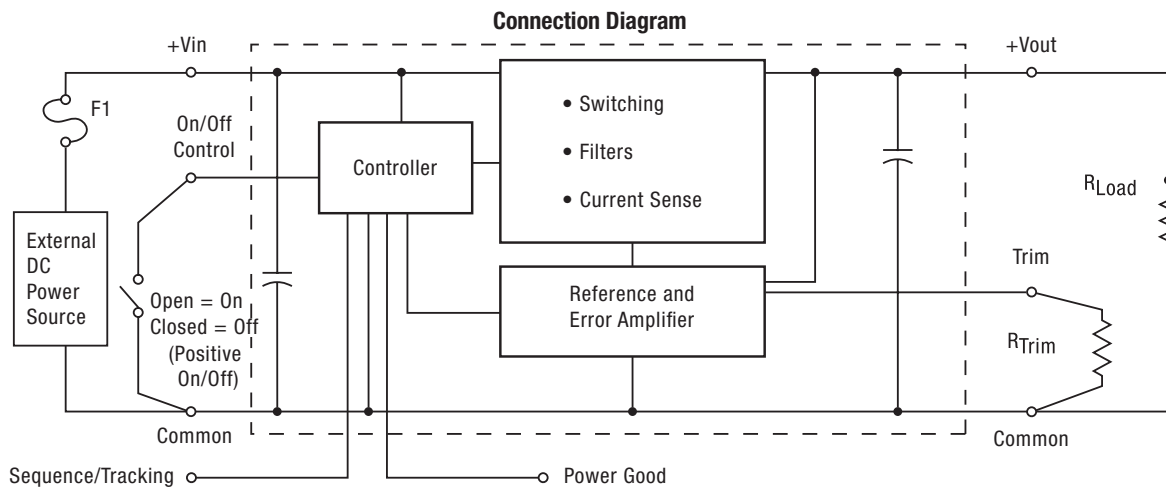 Connection Diagram
+Vin
+Vout
F1
On/Off
Control
Controller
• Switching
• Filters
• Current Sense
RLoad
External
DC
Power
Source
Open = On
Closed = Off
(Positive
On/Off)
Reference and
Error Amplifier
Trim
RTrim
Common
Common
Sequence/Tracking
Power Good